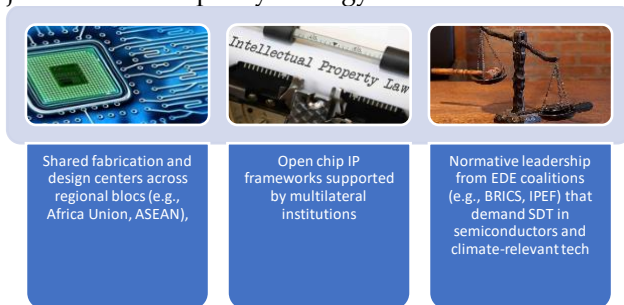 Intellectual Property Law
Shared fabrication and
design centers across
regional blocs (e.g.,
Africa Union, ASEAN),
Open chip IP
frameworks supported
by multilateral
institutions
Normative leadership
from EDE coalitions
(e.g., BRICS, IPEF) that
demand SDT in
semiconductors and
climate-relevant tech